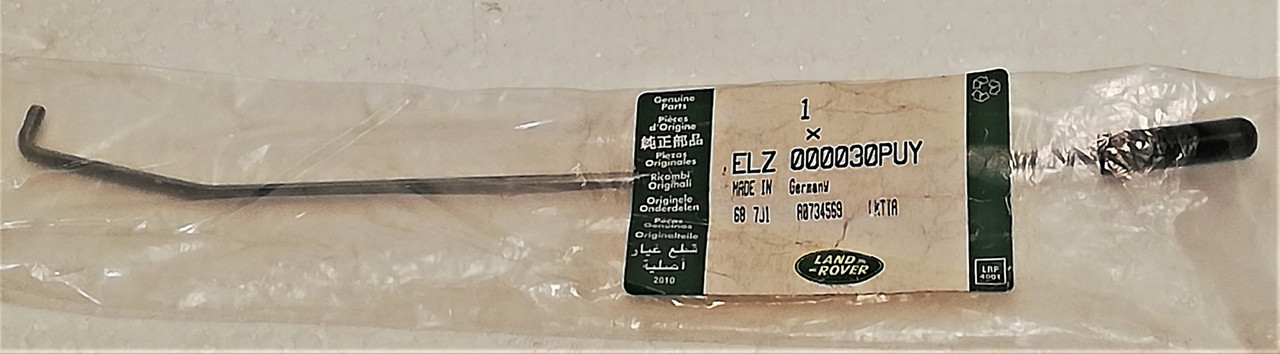 Genuine
Parts
Pièces
d'Origine
純正部品
Piezas
Originales
Ricambi
Originali
Originele
Onderdelen
Peças
Genuínas
Originalteile
قطع غيار
أصلية
2010
1
×
ELZ 000030PUY
MADE IN Germany
60 7J1 A0734569
LAND
ROVER
LRP
4001